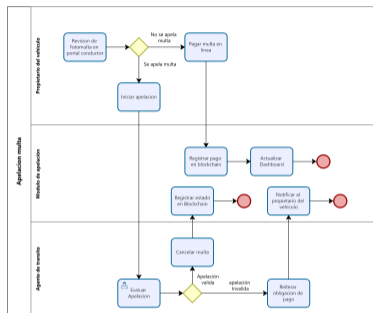 Apelacion multa
Propietario del vehiculo
Revision de
fotomulta en
portal conductor
No se apela
multa
Pagar multa en
linea
Se apela multa
Iniciar apelacion
Modulo de apelación
Registrar pago
en blockchain
Actualizar
Dashboard
Registrar estado
en Blockchain
Notificar al
propietario del
vehiculo
Agente de transito
Cancelar multa
Evaluar
Apelacion
Apelación
valida
apelación
invalida
obligacion de
pago